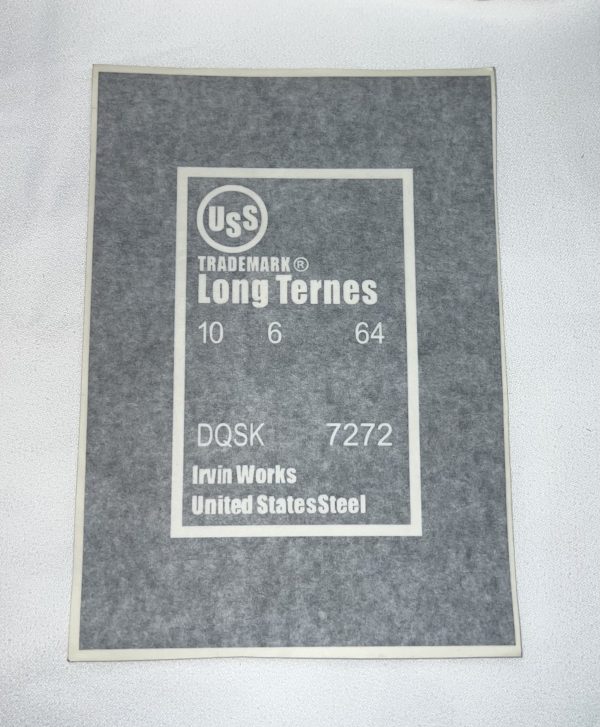 USS
TRADEMARK ®
Long Ternes
10 6 64
DQSK 7272
Irvin Works
United States Steel